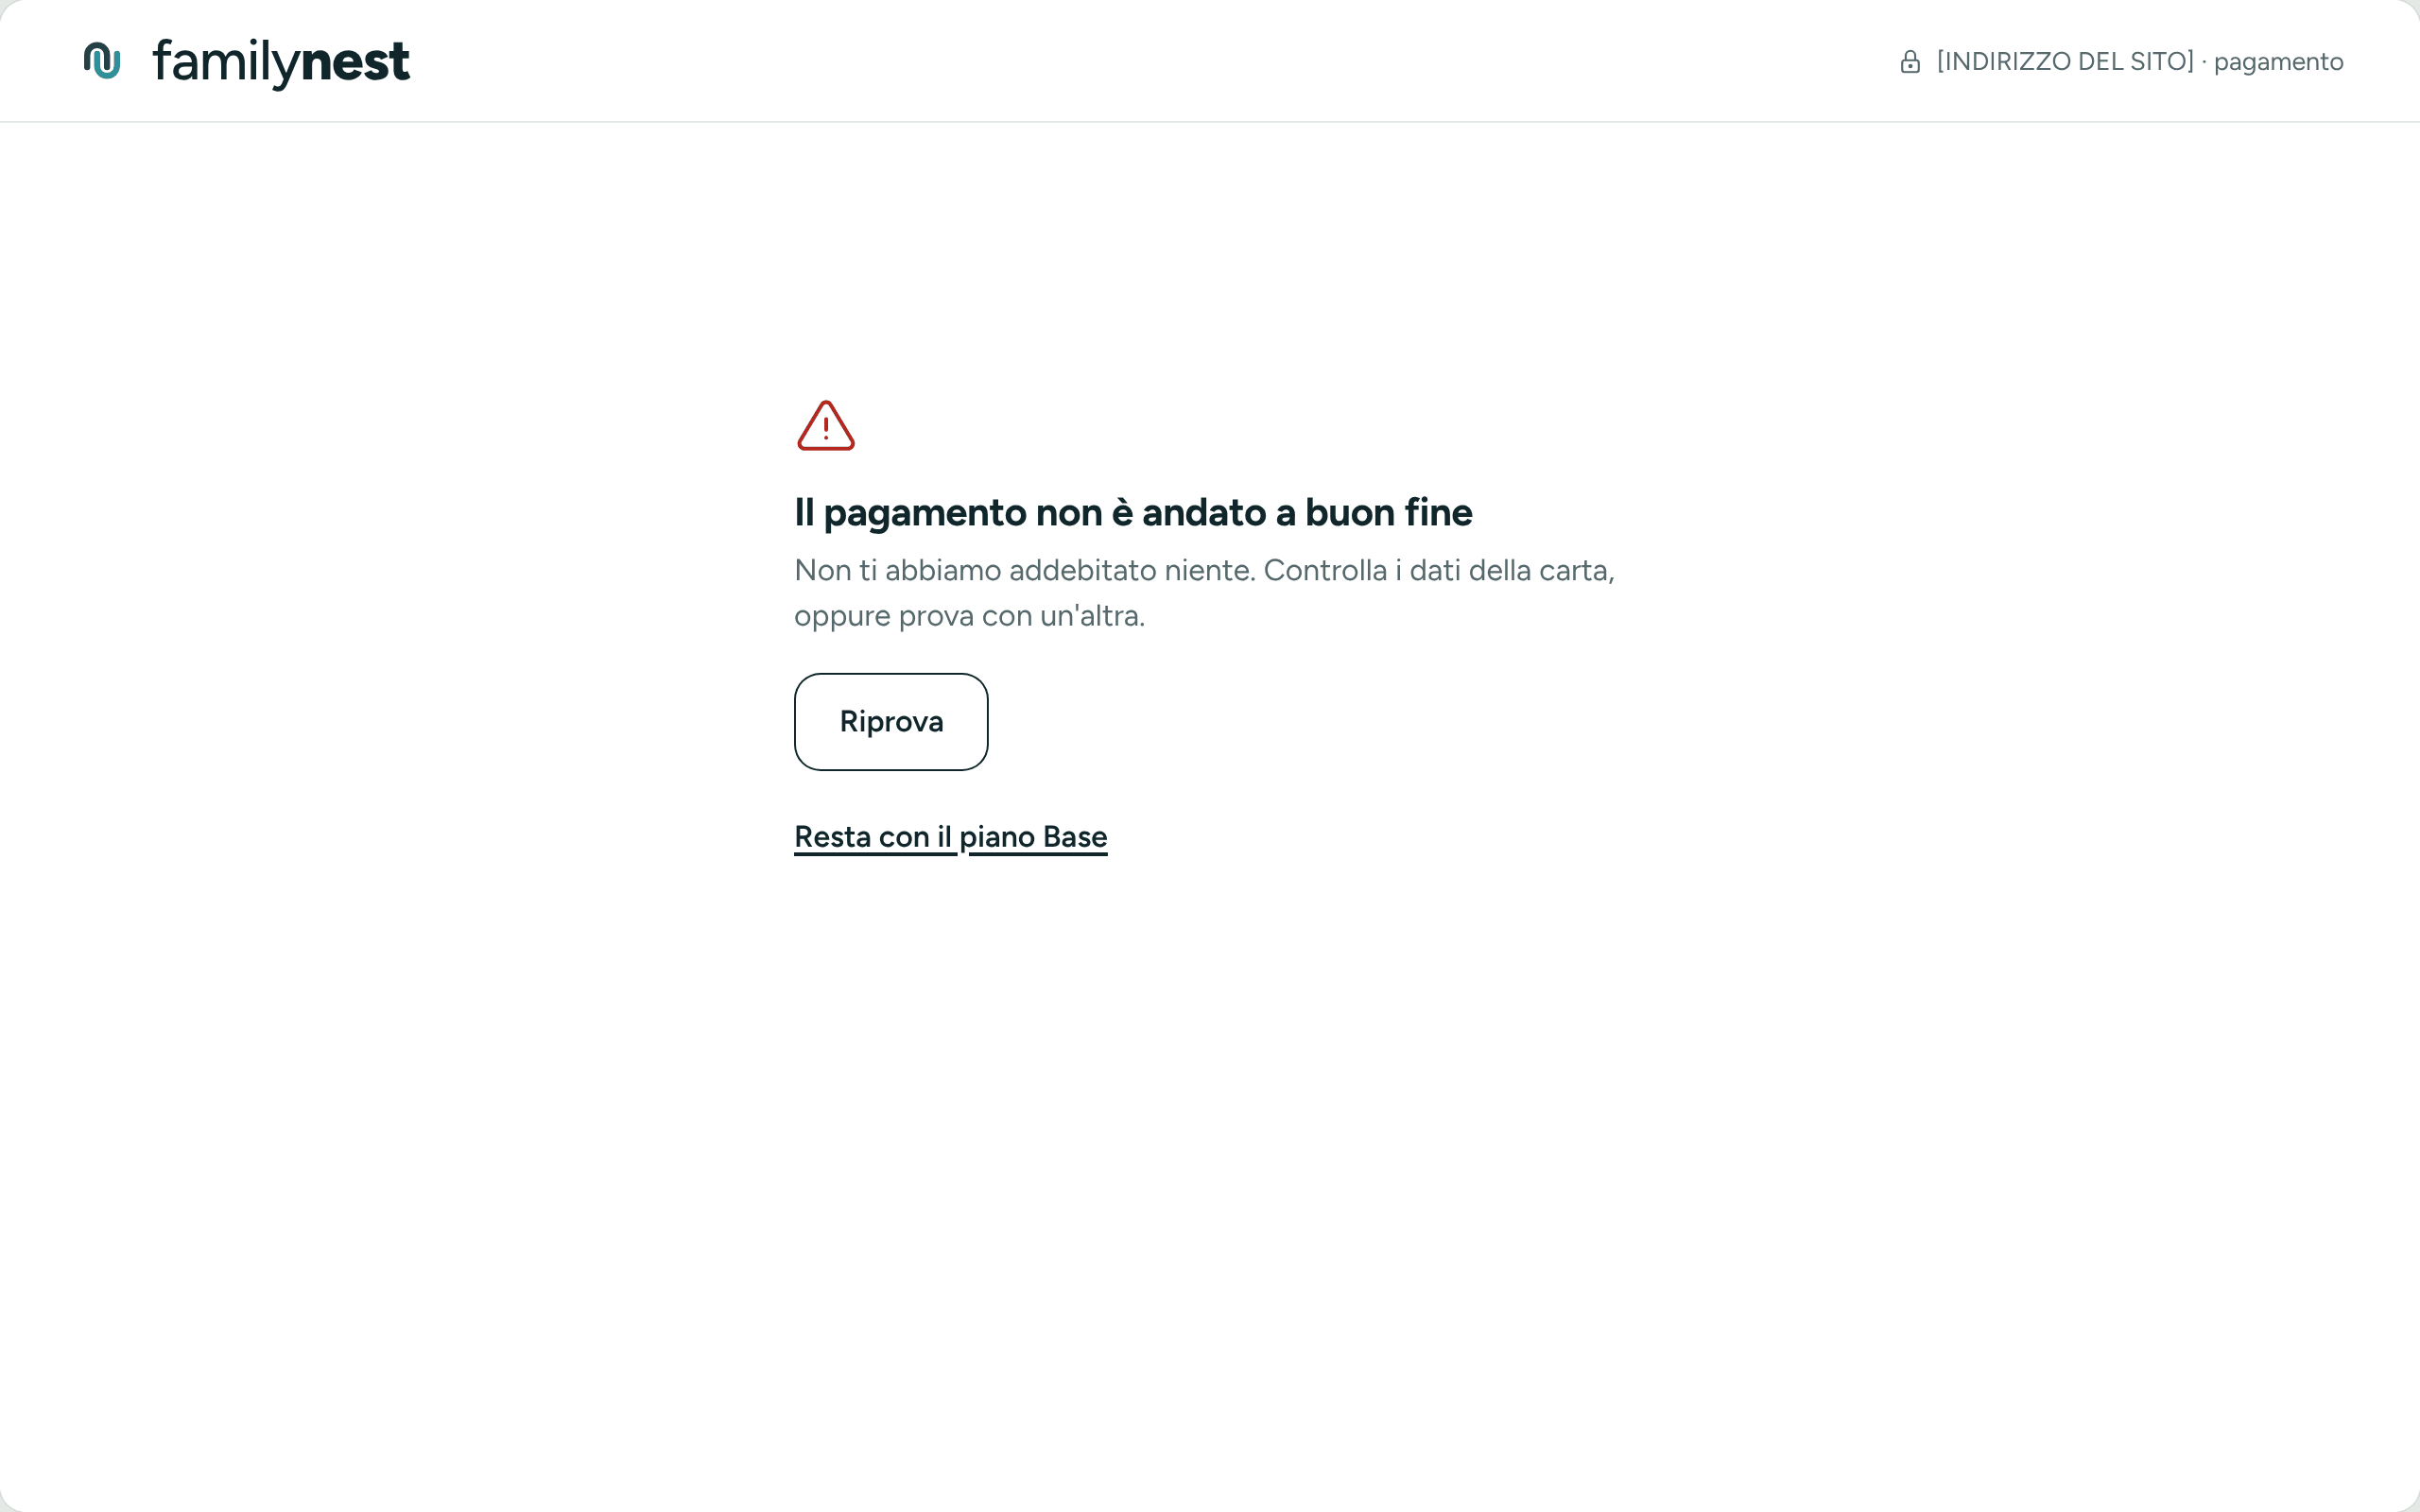 familynest
[INDIRIZZO DEL SITO] · pagamento
Il pagamento non è andato a buon fine
Non ti abbiamo addebitato niente. Controlla i dati della carta,
oppure prova con un'altra.
Riprova
Resta con il piano Base